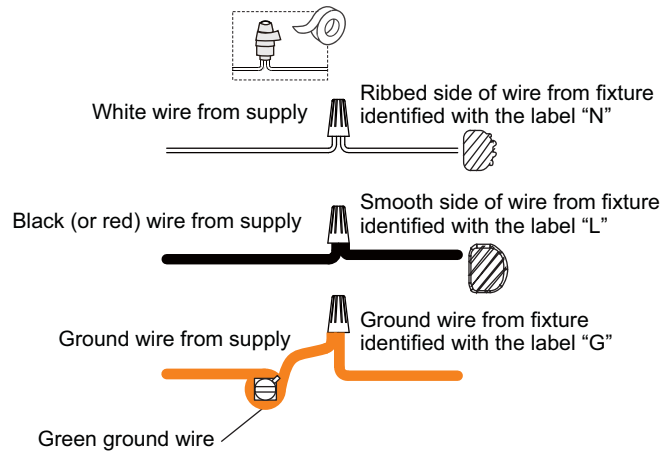 White wire from supply
Ribbed side of wire from fixture
identified with the label “N”
Black (or red) wire from supply
Smooth side of wire from fixture
identified with the label “L”
Ground wire from supply
Ground wire from fixture
identified with the label “G”
Green ground wire